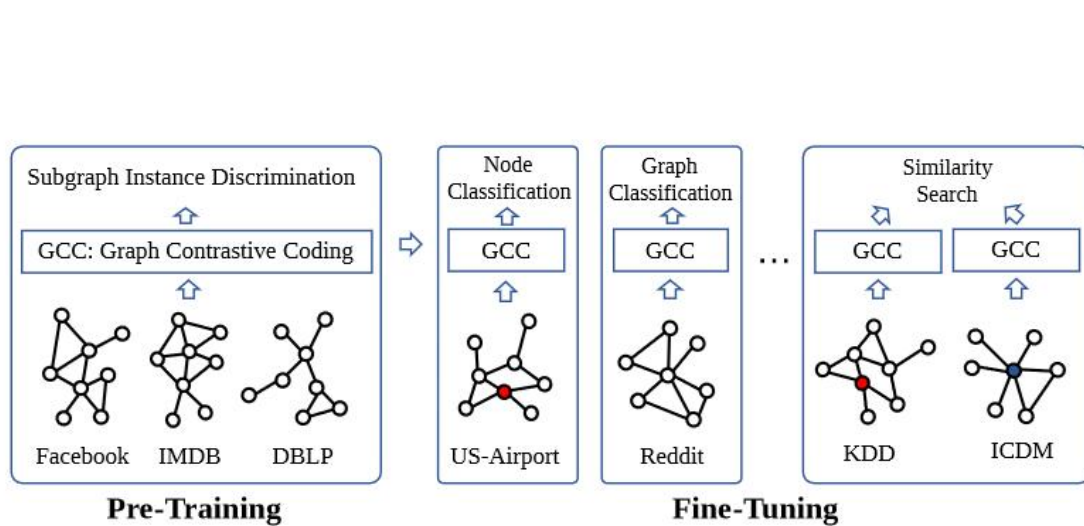 Subgraph Instance Discrimination
GCC: Graph Contrastive Coding
Facebook
IMDB
DBLP
Pre-Training
Node
Classification
GCC
US-Airport
Graph
Classification
GCC
Reddit
...
Similarity
Search
GCC
GCC
KDD
ICDM
Fine-Tuning